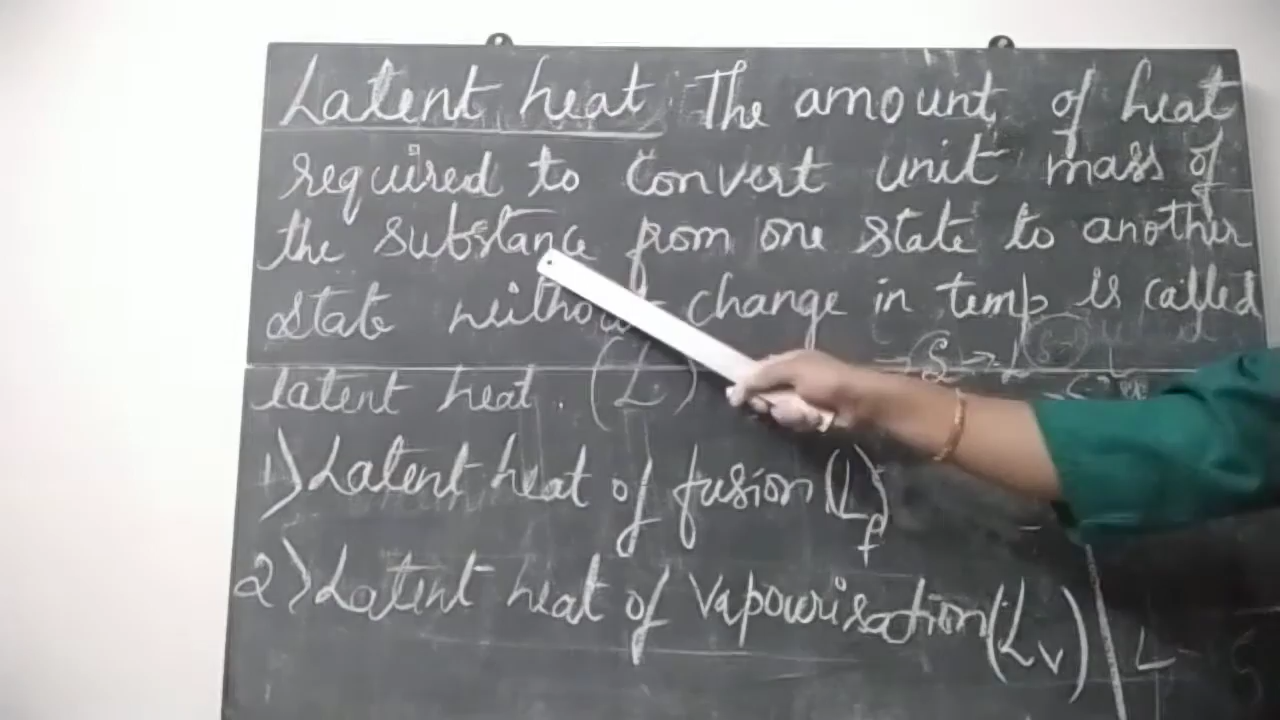 Latent heat. The amount of heat
required to convert unit mass of
the substance from one state to another
state without change in temp is called
→ S → L
latent heat. (L)
1) Latent heat of fusion (Lf)
2) Latent heat of vapourisation (Lv)
L